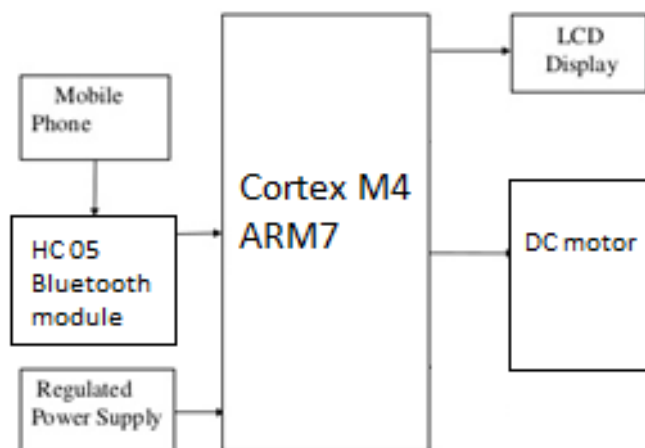 LCD
Display
Mobile
Phone
Cortex M4
ARM7
HC 05
Bluetooth
module
DC motor
Regulated
Power Supply